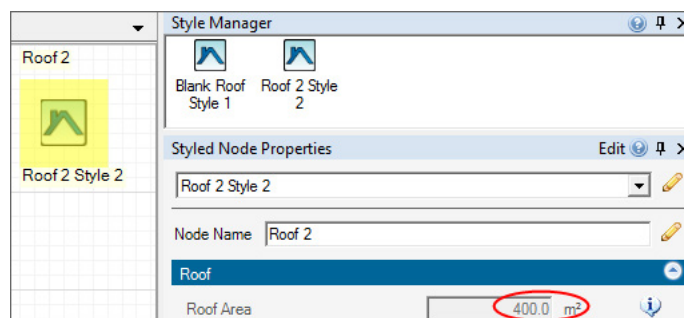 Style Manager
Roof 2
Blank Roof Style 1
Roof 2 Style 2
Roof 2 Style 2
Styled Node Properties
Edit
Roof 2 Style 2
Node Name Roof 2
Roof
Roof Area 400.0 m²